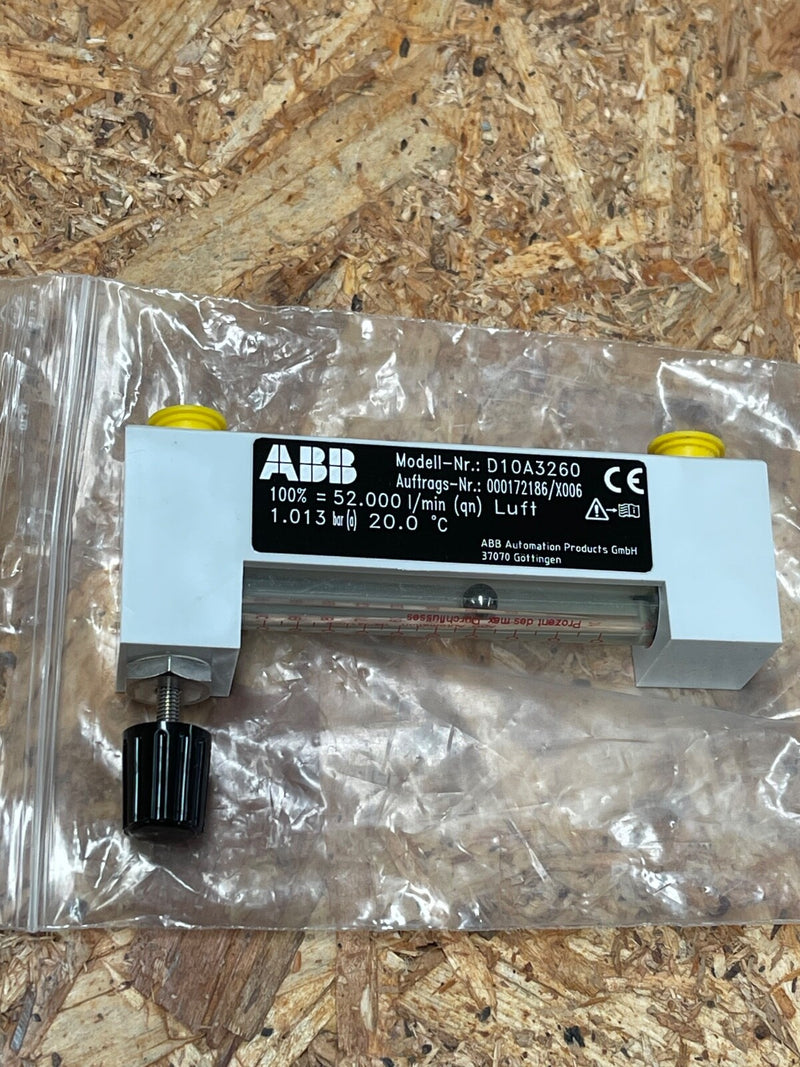 ABB
Modell-Nr.: D10A3260
Auftrags-Nr.: 000172186/X006
CE
100% = 52.000 l/min (qn) Luft
1.013 bar(o) 20.0 °C
ABB Automation Products GmbH
37070 Göttingen
% Prozent des max. Durchflusses